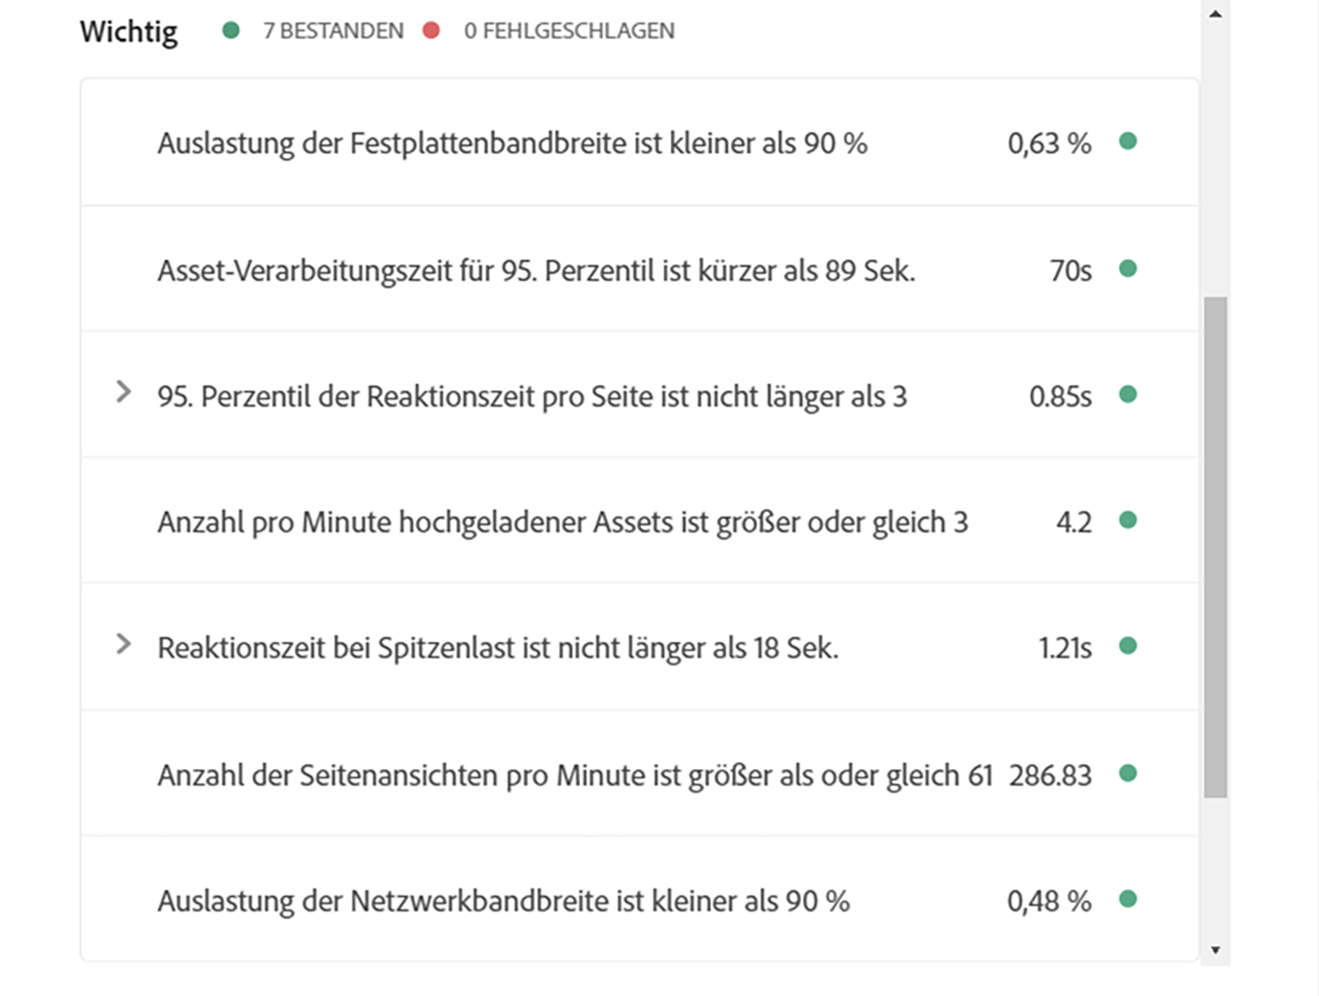 Wichtig 7 BESTANDEN 0 FEHLGESCHLAGEN
Auslastung der Festplattenbandbreite ist kleiner als 90 % 0,63 %
Asset-Verarbeitungszeit für 95. Perzentil ist kürzer als 89 Sek. 70s
95. Perzentil der Reaktionszeit pro Seite ist nicht länger als 3 0.85s
Anzahl pro Minute hochgeladener Assets ist größer oder gleich 3 4.2
Reaktionszeit bei Spitzenlast ist nicht länger als 18 Sek. 1.21s
Anzahl der Seitenansichten pro Minute ist größer als oder gleich 61 286.83
Auslastung der Netzwerkbandbreite ist kleiner als 90 % 0,48 %